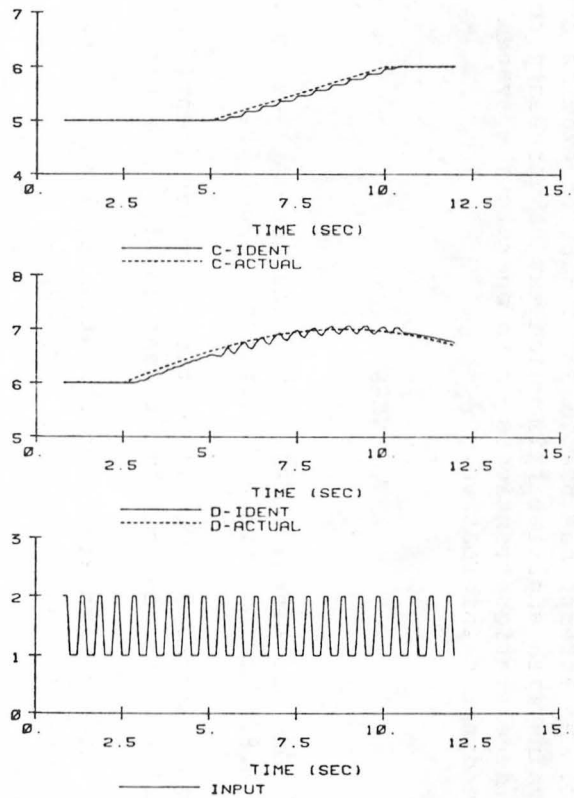 7
6
5
4
0. 5. 10. 15.
2.5 7.5 12.5
TIME (SEC)
C-IDENT
C-ACTUAL
8
7
6
5
0. 5. 10. 15.
2.5 7.5 12.5
TIME (SEC)
D-IDENT
D-ACTUAL
3
2
1
0
0. 5. 10. 15.
2.5 7.5 12.5
TIME (SEC)
INPUT